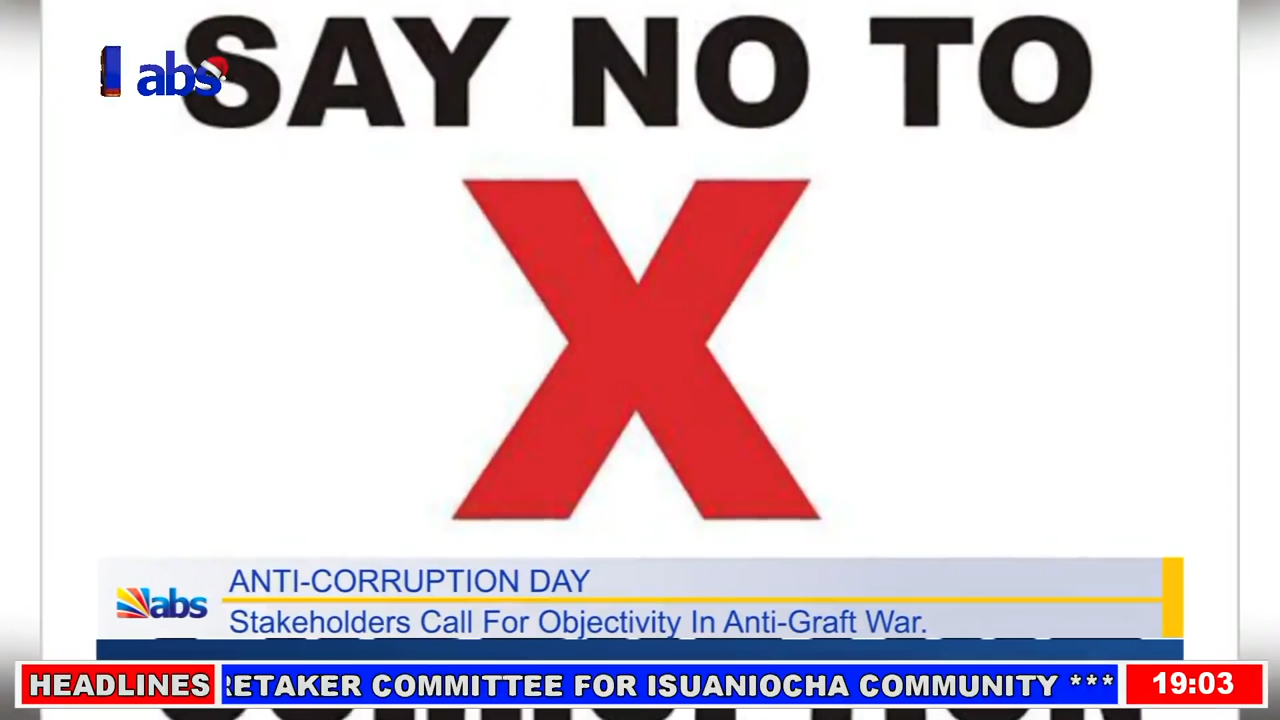 SAY NO TO
abs
X
ANTI-CORRUPTION DAY
abs
Stakeholders Call For Objectivity In Anti-Graft War.
HEADLINES
COMMITTEE FOR ISUANIOCHA COMMUNITY ***
19:03